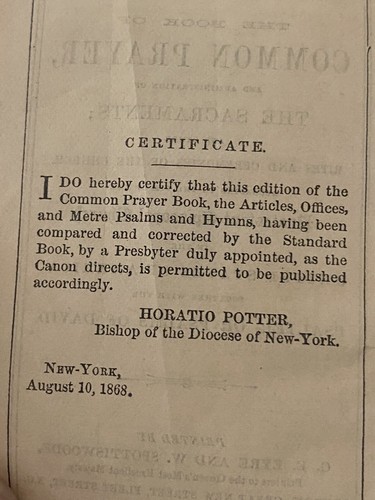 CERTIFICATE.
I DO hereby certify that this edition of the
Common Prayer Book, the Articles, Offices,
and Metre Psalms and Hymns, having been
compared and corrected by the Standard
Book, by a Presbyter duly appointed, as the
Canon directs, is permitted to be published
accordingly.
HORATIO POTTER,
Bishop of the Diocese of New-York.
NEW-YORK,
August 10, 1868.